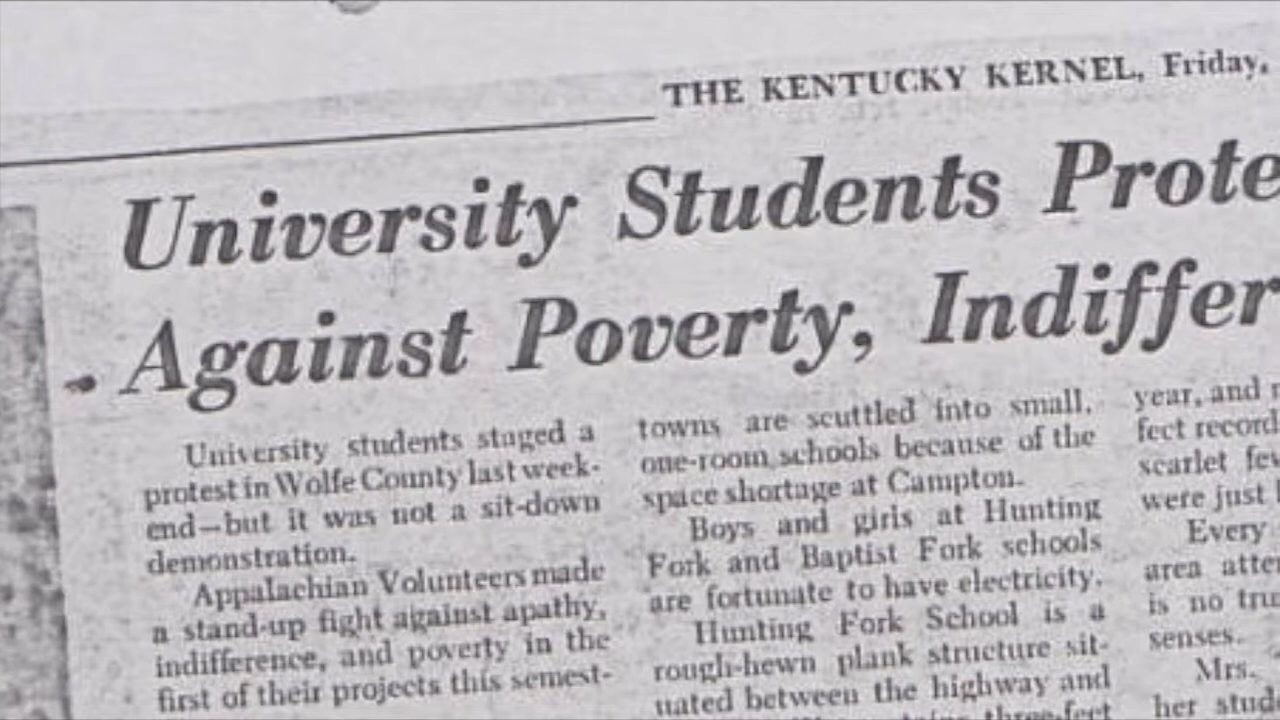 THE KENTUCKY KERNEL, Friday,
University Students Prote
Against Poverty, Indiffer
University students staged a
protest in Wolfe County last week-
end—but it was not a sit-down
demonstration.
Appalachian Volunteers made
a stand-up fight against apathy,
indifference, and poverty in the
first of their projects this semest-
towns are scuttled into small,
one-room schools because of the
space shortage at Campton.
Boys and girls at Hunting
Fork and Baptist Fork schools
are fortunate to have electricity.
Hunting Fork School is a
rough-hewn plank structure sit-
uated between the highway and
three-feet
year, and
fect record
scarlet fev
were just
Every
area atten
is no tru
senses.
Mrs.
her stud